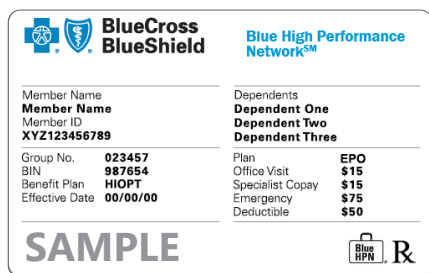 BlueCross
BlueShield
Blue High Performance
Network℠
Member Name
Member Name
Member ID
XYZ123456789
Dependents
Dependent One
Dependent Two
Dependent Three
Group No. 023457
BIN 987654
Benefit Plan HIOPT
Effective Date 00/00/00
Plan EPO
Office Visit $15
Specialist Copay $15
Emergency $75
Deductible $50
SAMPLE
Blue
HPN
Rx